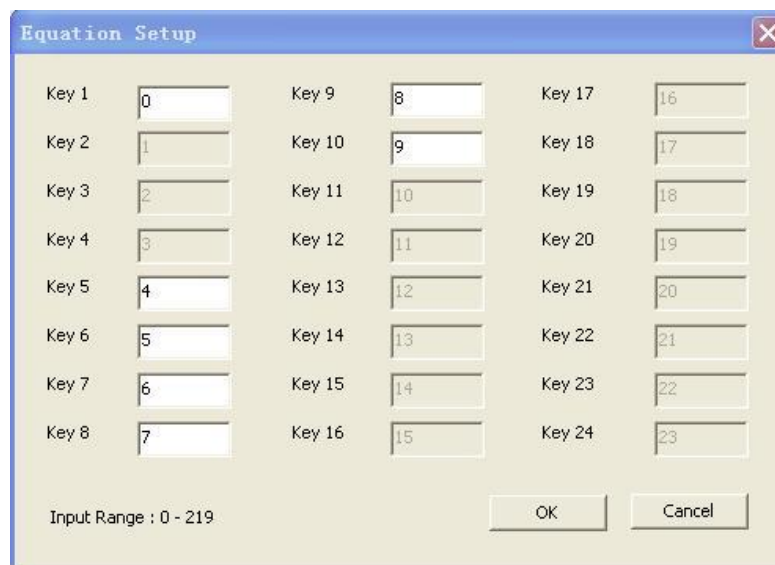 Equation Setup
Key 1 0 Key 9 8 Key 17 16
Key 2 1 Key 10 9 Key 18 17
Key 3 2 Key 11 10 Key 19 18
Key 4 3 Key 12 11 Key 20 19
Key 5 4 Key 13 12 Key 21 20
Key 6 5 Key 14 13 Key 22 21
Key 7 6 Key 15 14 Key 23 22
Key 8 7 Key 16 15 Key 24 23
Input Range : 0 - 219 OK Cancel